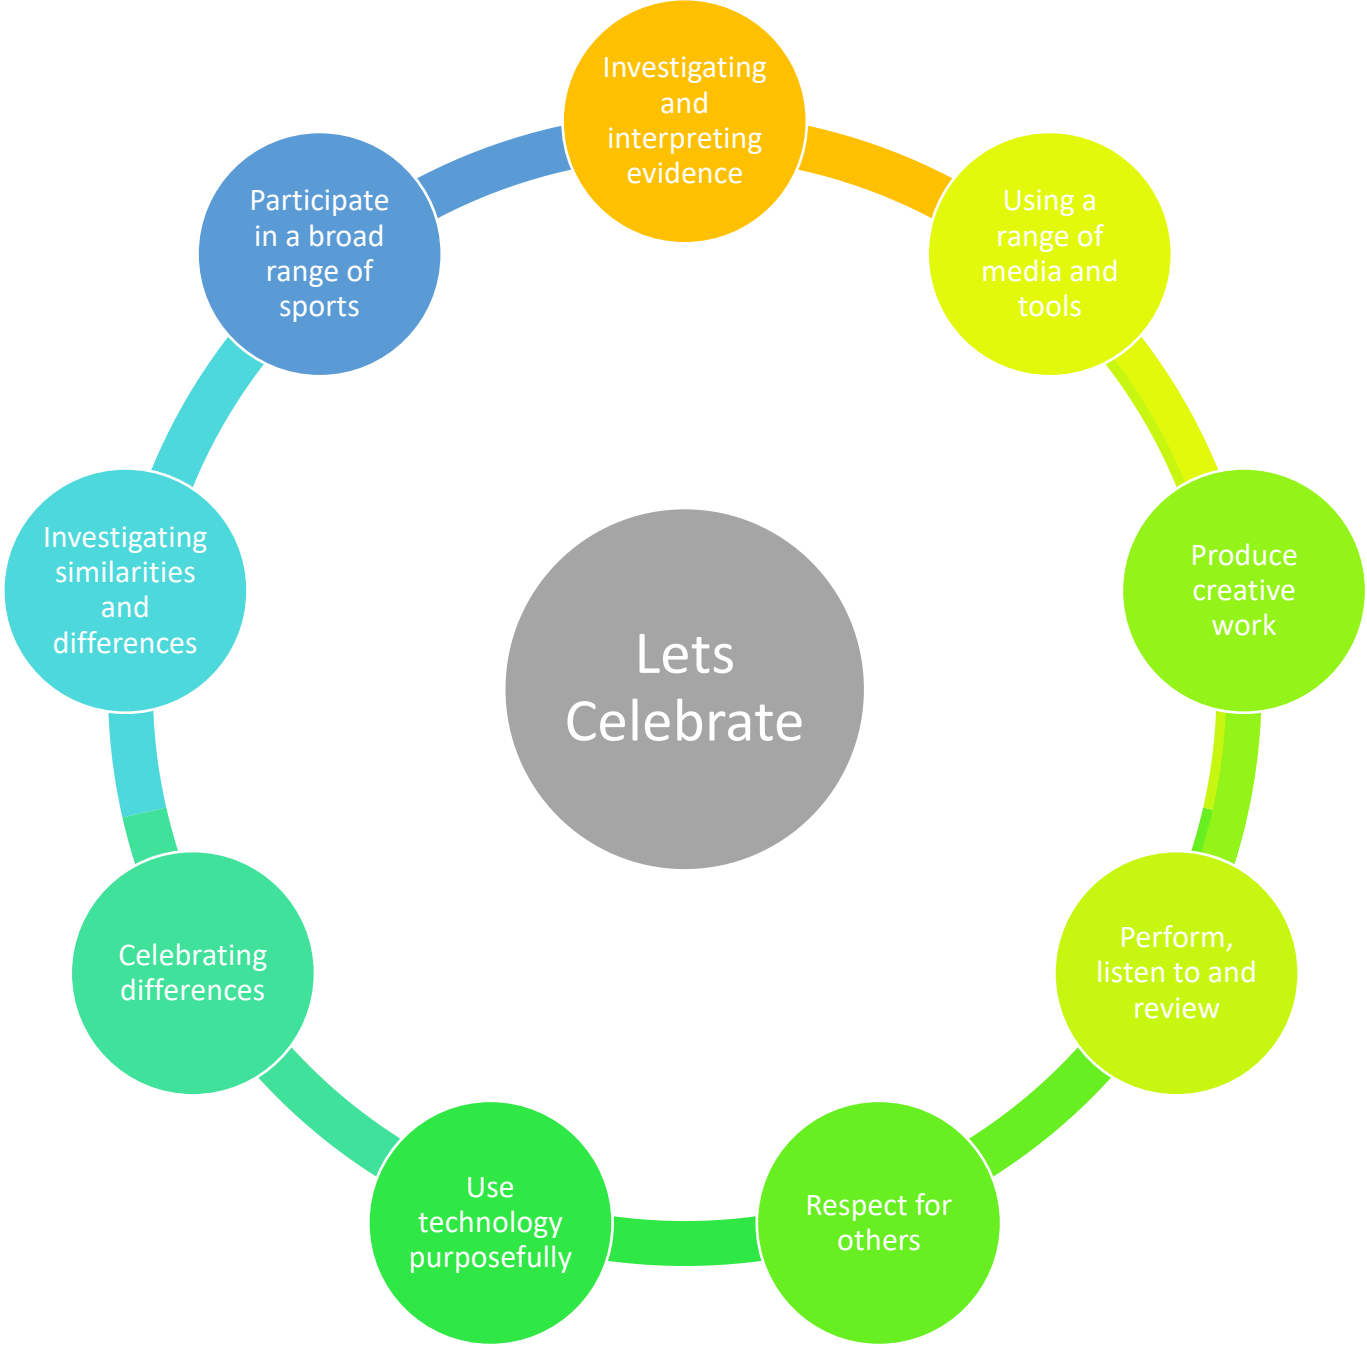 Investigating
and
interpreting
evidence
Using a
range of
media and
tools
Produce
creative
work
Perform,
listen to and
review
Respect for
others
Use
technology
purposefully
Celebrating
differences
Investigating
similarities
and
differences
Participate
in a broad
range of
sports
Lets
Celebrate